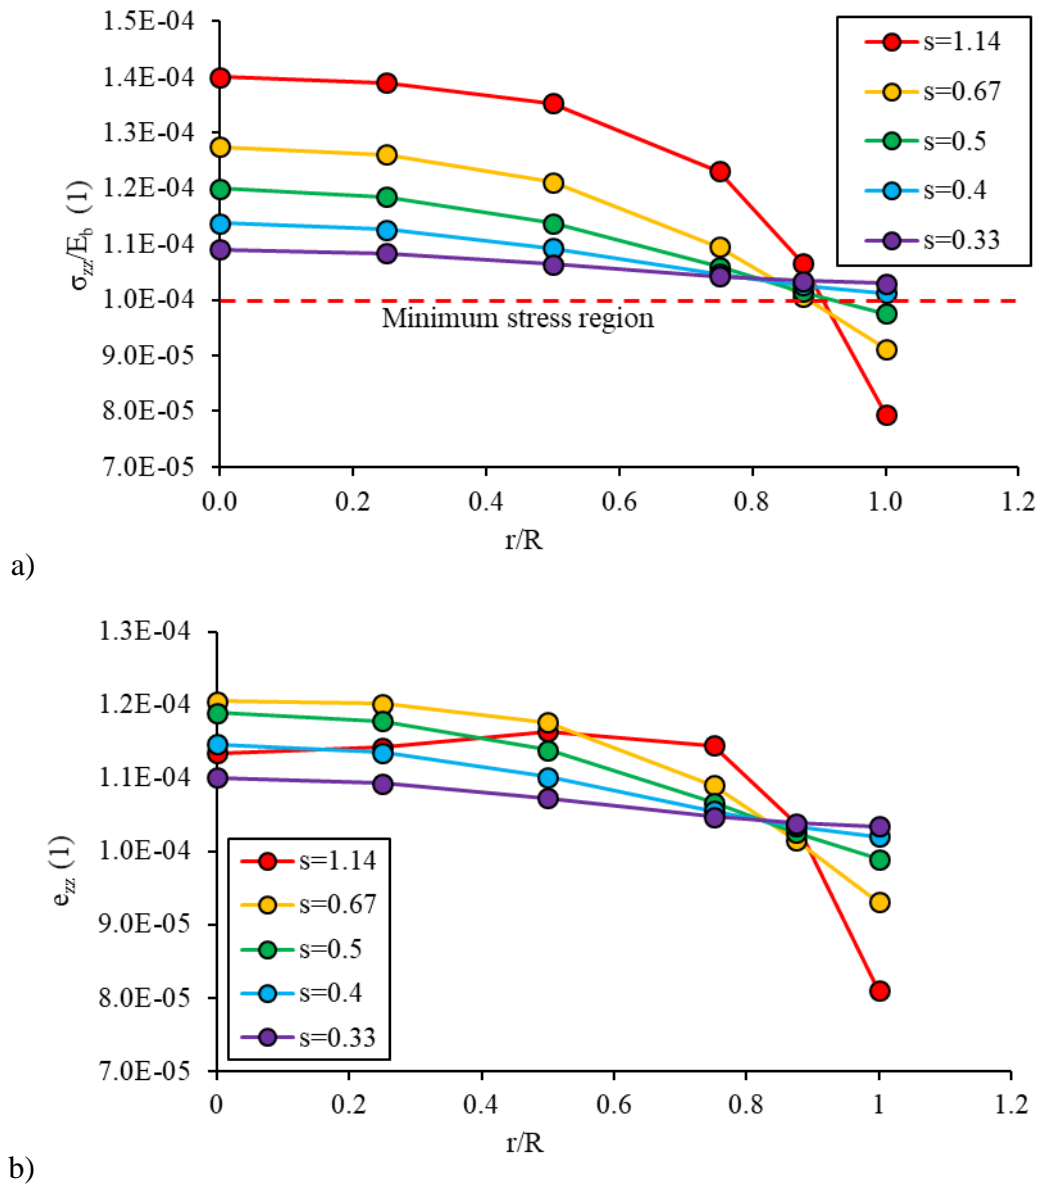 1.5E-04
1.4E-04
1.3E-04
1.2E-04
1.1E-04
1.0E-04
9.0E-05
8.0E-05
7.0E-05
σzz/Eb (1)
s=1.14
s=0.67
s=0.5
s=0.4
s=0.33
Minimum stress region
0.0 0.2 0.4 0.6 0.8 1.0 1.2
r/R
a)
1.3E-04
1.2E-04
1.1E-04
1.0E-04
9.0E-05
8.0E-05
7.0E-05
ezz (1)
s=1.14
s=0.67
s=0.5
s=0.4
s=0.33
0 0.2 0.4 0.6 0.8 1 1.2
r/R
b)